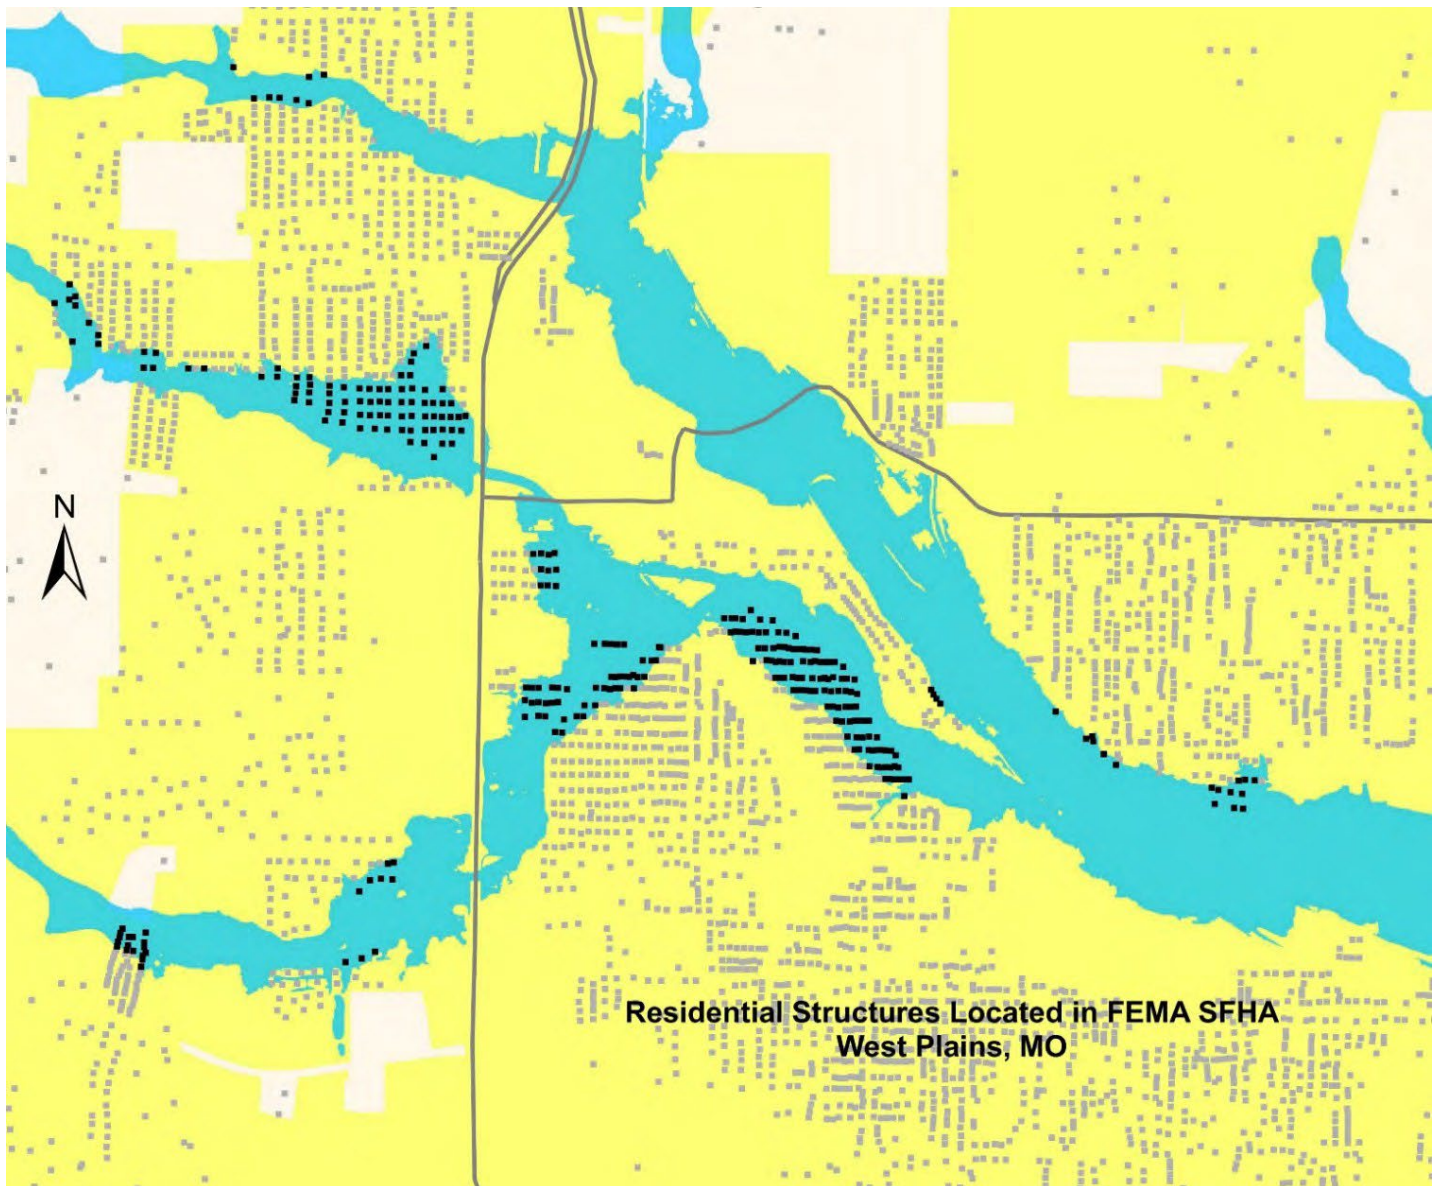 N
Residential Structures Located in FEMA SFHA
West Plains, MO